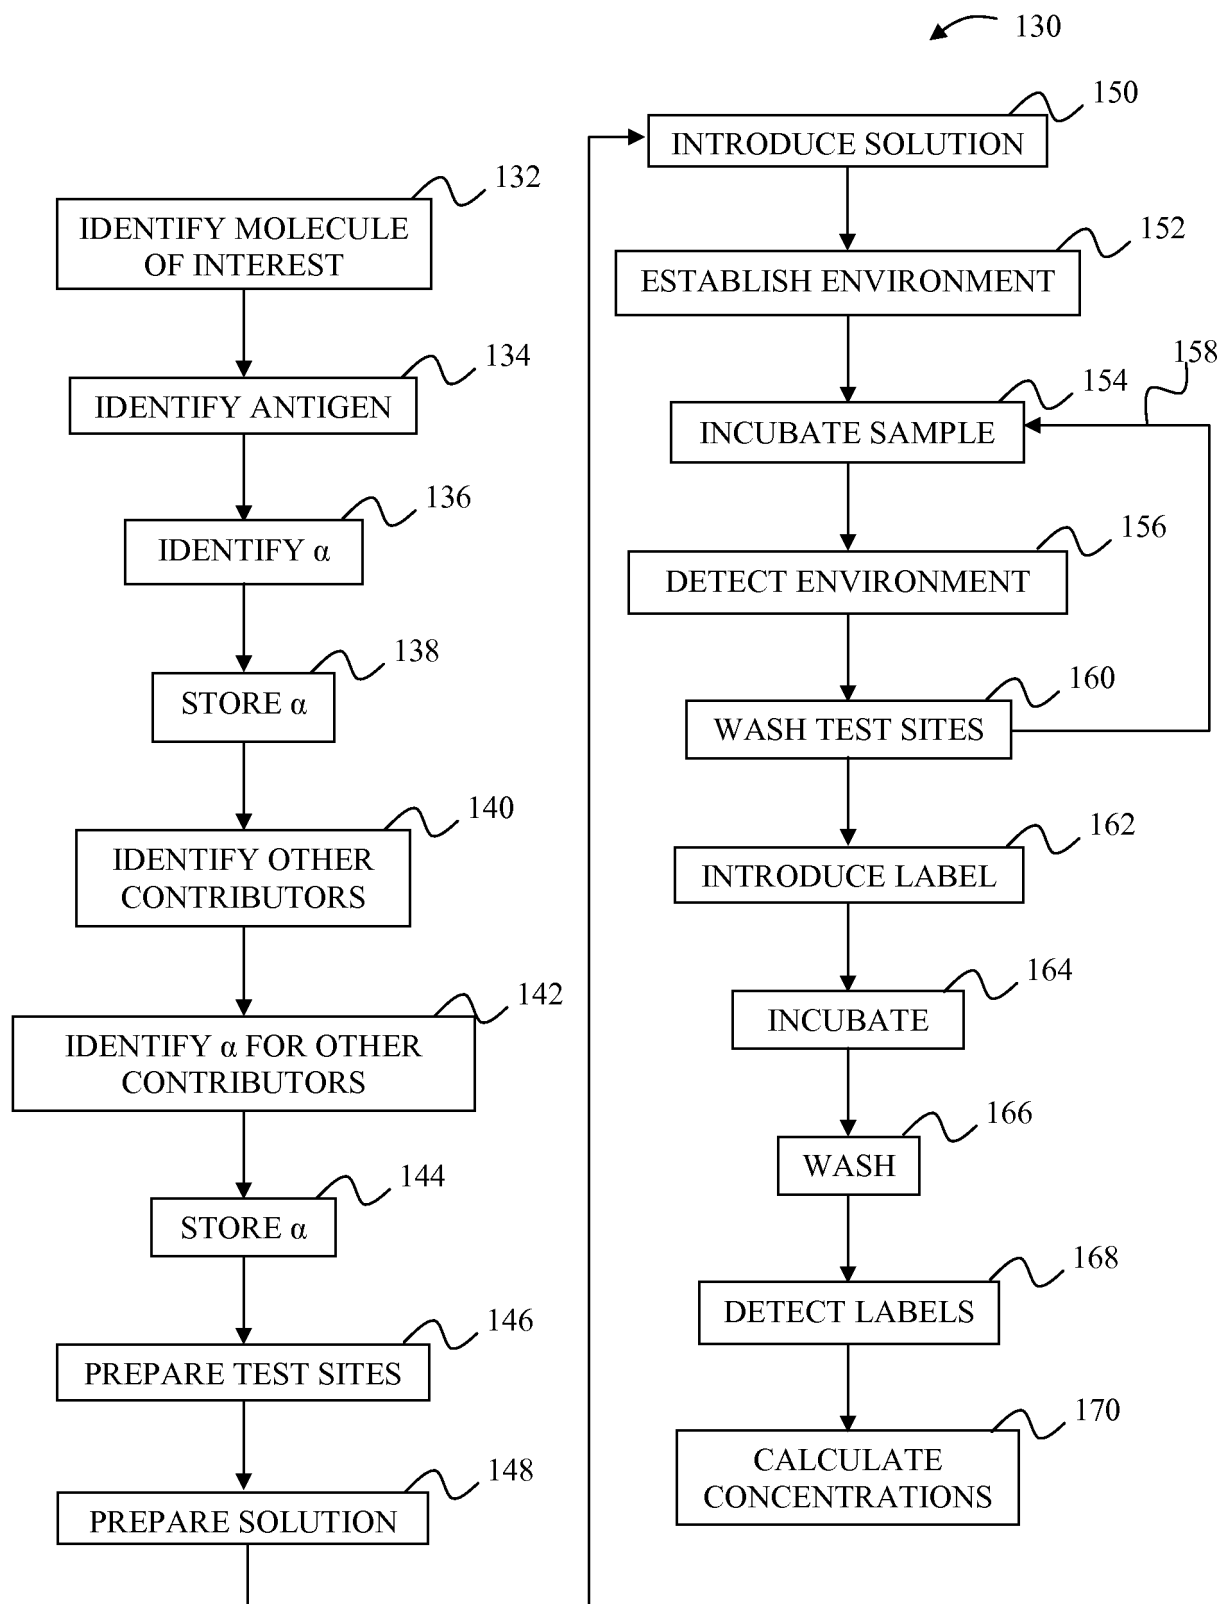 130
132
IDENTIFY MOLECULE
OF INTEREST
134
IDENTIFY ANTIGEN
136
IDENTIFY α
138
STORE α
140
IDENTIFY OTHER
CONTRIBUTORS
142
IDENTIFY α FOR OTHER
CONTRIBUTORS
144
STORE α
146
PREPARE TEST SITES
148
PREPARE SOLUTION
150
INTRODUCE SOLUTION
152
ESTABLISH ENVIRONMENT
154
158
INCUBATE SAMPLE
156
DETECT ENVIRONMENT
160
WASH TEST SITES
162
INTRODUCE LABEL
164
INCUBATE
166
WASH
168
DETECT LABELS
170
CALCULATE
CONCENTRATIONS